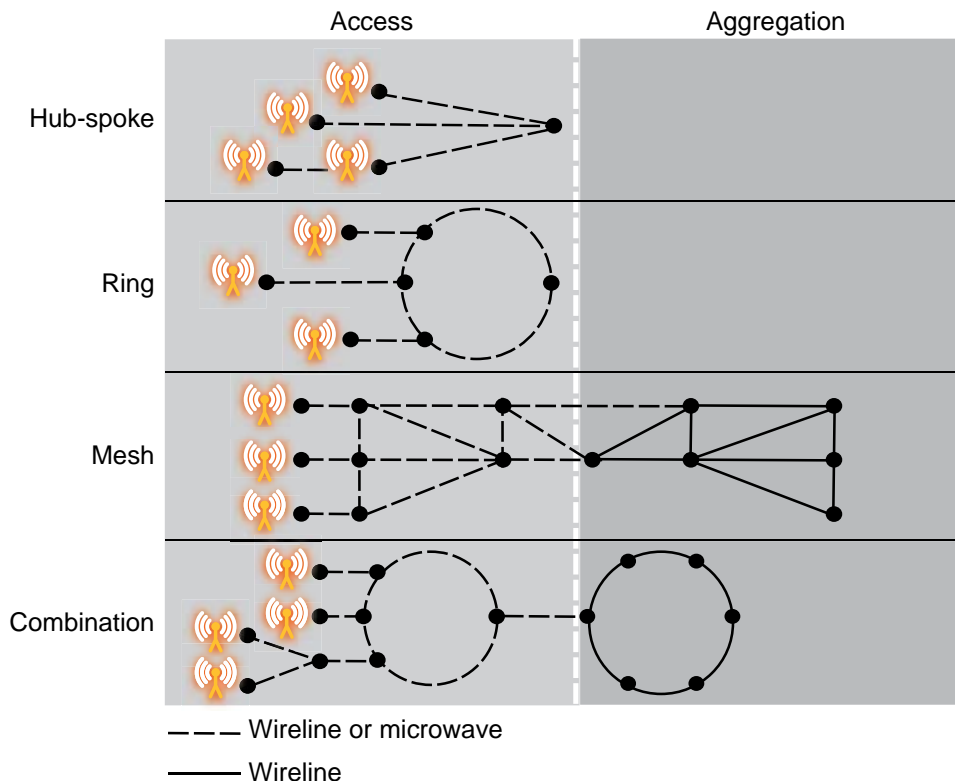 Access
Aggregation
Hub-spoke
Ring
Mesh
Combination
Wireline or microwave
Wireline